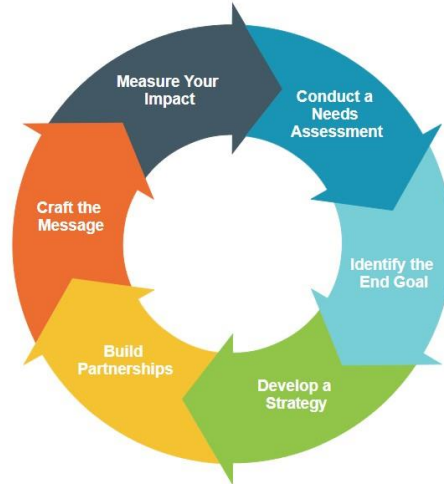 Measure Your
Impact
Conduct a
Needs
Assessment
Identify the
End Goal
Develop a
Strategy
Build
Partnerships
Craft the
Message